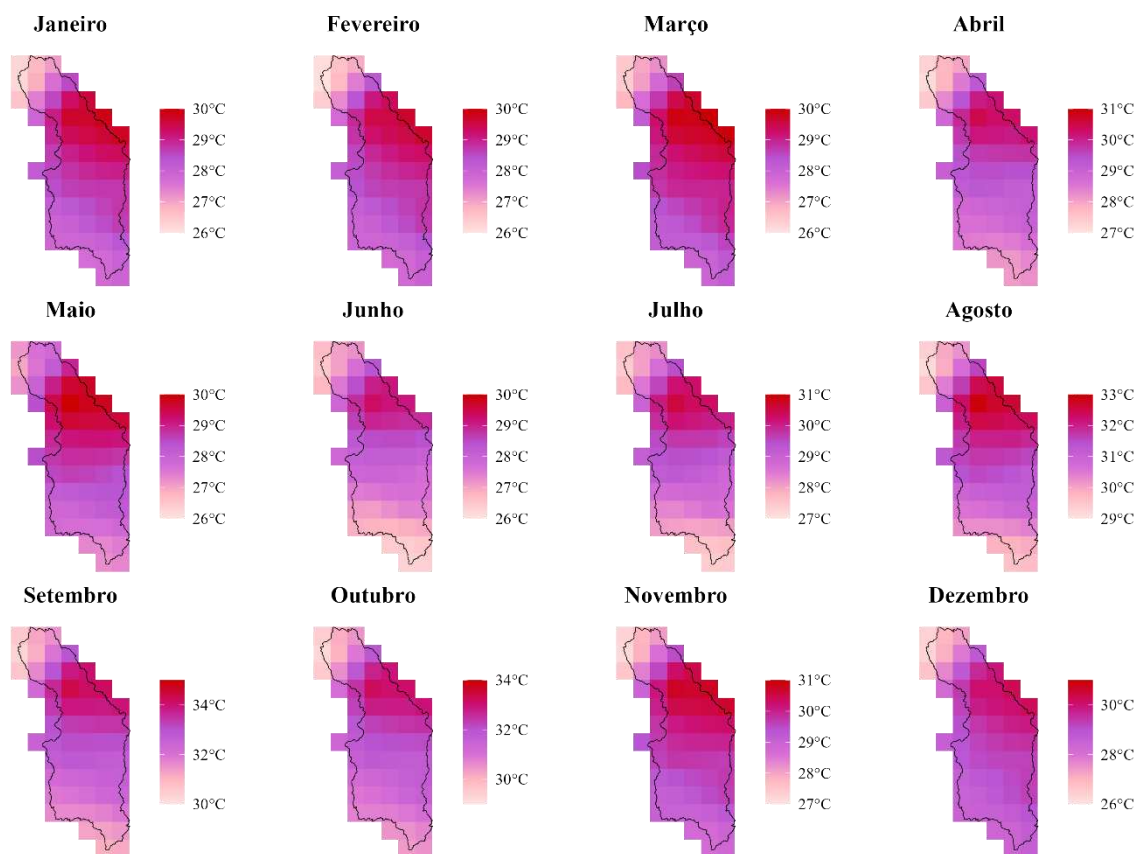 Janeiro
30°C
29°C
28°C
27°C
26°C
Fevereiro
30°C
29°C
28°C
27°C
26°C
Março
30°C
29°C
28°C
27°C
26°C
Abril
31°C
30°C
29°C
28°C
27°C
Maio
30°C
29°C
28°C
27°C
26°C
Junho
30°C
29°C
28°C
27°C
26°C
Julho
31°C
30°C
29°C
28°C
27°C
Agosto
33°C
32°C
31°C
30°C
29°C
Setembro
34°C
32°C
30°C
Outubro
34°C
32°C
30°C
Novembro
31°C
30°C
29°C
28°C
27°C
Dezembro
30°C
28°C
26°C